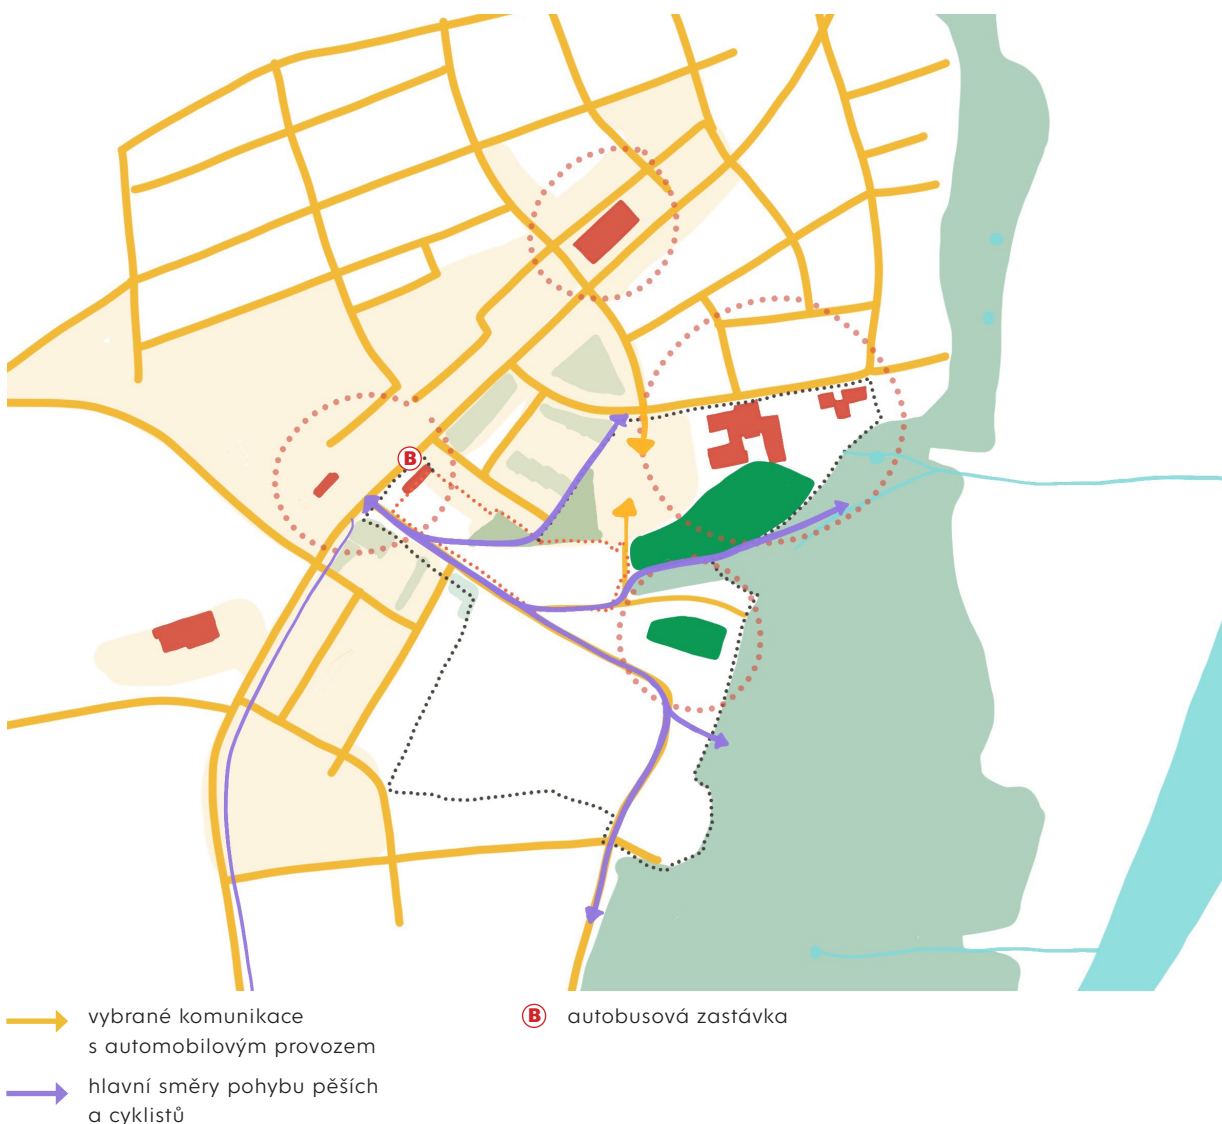 B
vybrané komunikace
s automobilovým provozem
hlavní směry pohybu pěších
a cyklistů
B autobusová zastávka